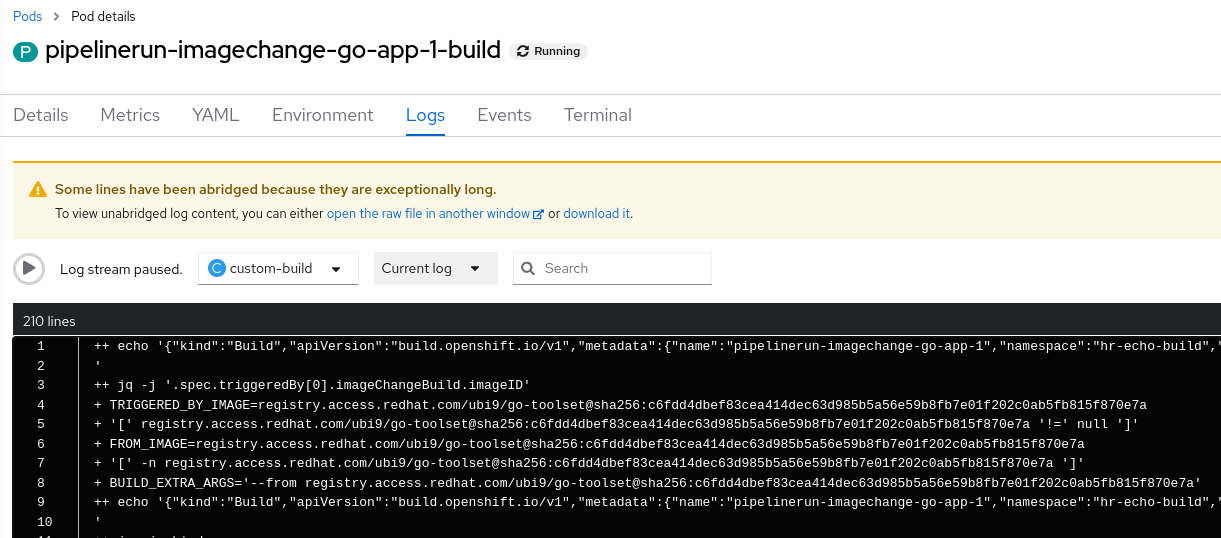 Pods > Pod details
P pipelinerun-imagechange-go-app-1-build Running
Details Metrics YAML Environment Logs Events Terminal
Some lines have been abridged because they are exceptionally long.
To view unabridged log content, you can either open the raw file in another window or download it.
Log stream paused. C custom-build Current log Search
210 lines
1 ++ echo '{"kind":"Build","apiVersion":"build.openshift.io/v1","metadata":{"name":"pipelinerun-imagechange-go-app-1","namespace":"hr-echo-build","
2 '
3 ++ jq -j '.spec.triggeredBy[0].imageChangeBuild.imageID'
4 + TRIGGERED_BY_IMAGE=registry.access.redhat.com/ubi9/go-toolset@sha256:c6fdd4dbef83cea414dec63d985b5a56e59b8fb7e01f202c0ab5fb815f870e7a
5 + '[' registry.access.redhat.com/ubi9/go-toolset@sha256:c6fdd4dbef83cea414dec63d985b5a56e59b8fb7e01f202c0ab5fb815f870e7a '!=' null ']'
6 + FROM_IMAGE=registry.access.redhat.com/ubi9/go-toolset@sha256:c6fdd4dbef83cea414dec63d985b5a56e59b8fb7e01f202c0ab5fb815f870e7a
7 + '[' -n registry.access.redhat.com/ubi9/go-toolset@sha256:c6fdd4dbef83cea414dec63d985b5a56e59b8fb7e01f202c0ab5fb815f870e7a ']'
8 + BUILD_EXTRA_ARGS='--from registry.access.redhat.com/ubi9/go-toolset@sha256:c6fdd4dbef83cea414dec63d985b5a56e59b8fb7e01f202c0ab5fb815f870e7a'
9 ++ echo '{"kind":"Build","apiVersion":"build.openshift.io/v1","metadata":{"name":"pipelinerun-imagechange-go-app-1","namespace":"hr-echo-build","
10 '